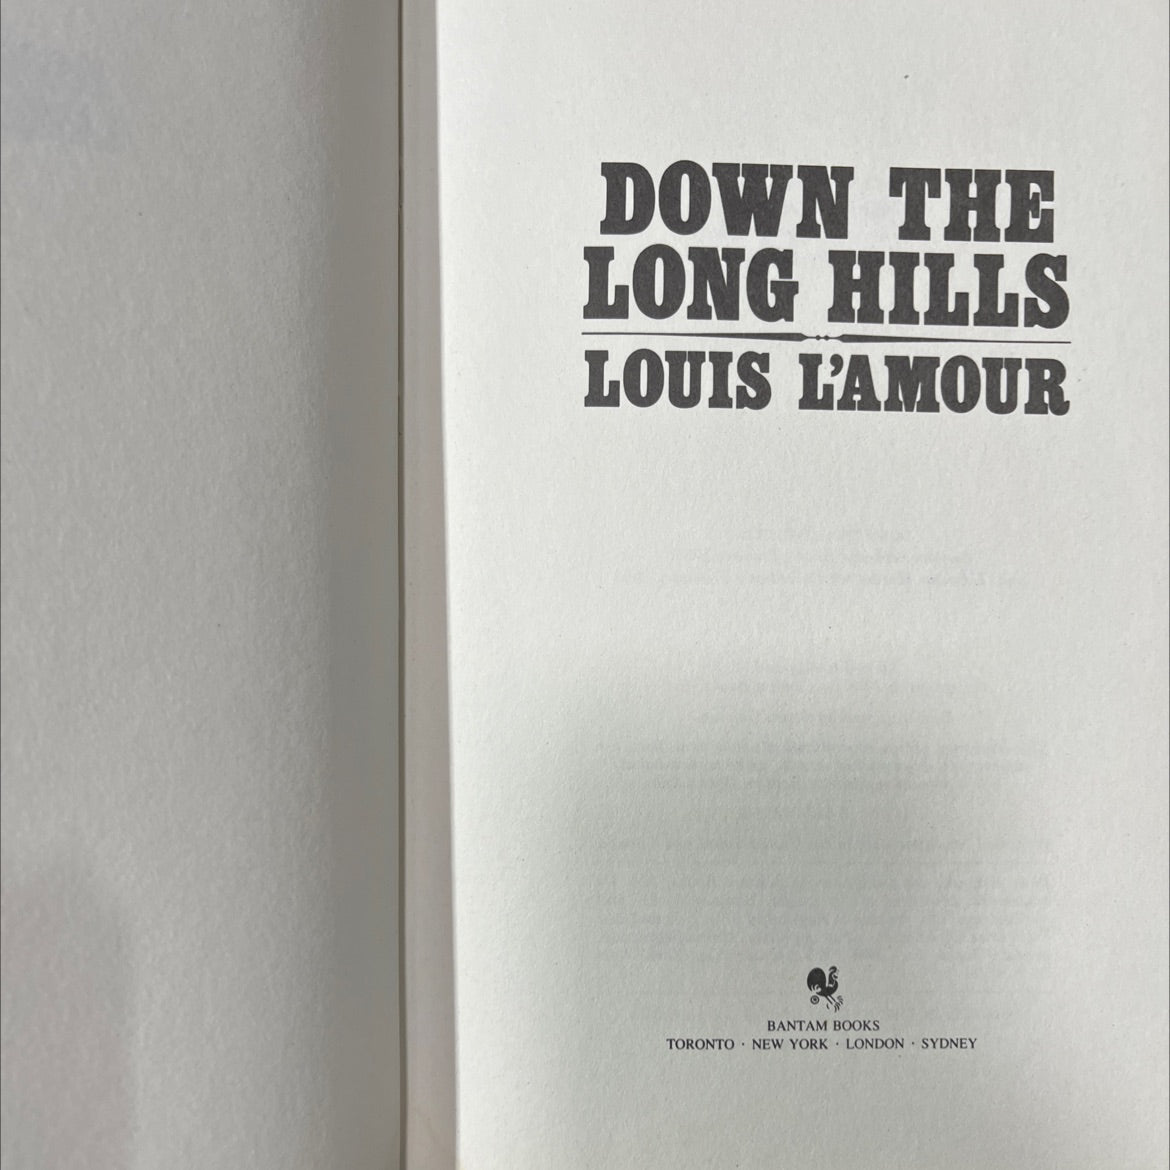 DOWN THE
LONG HILLS
LOUIS L'AMOUR
BANTAM BOOKS
TORONTO · NEW YORK · LONDON · SYDNEY